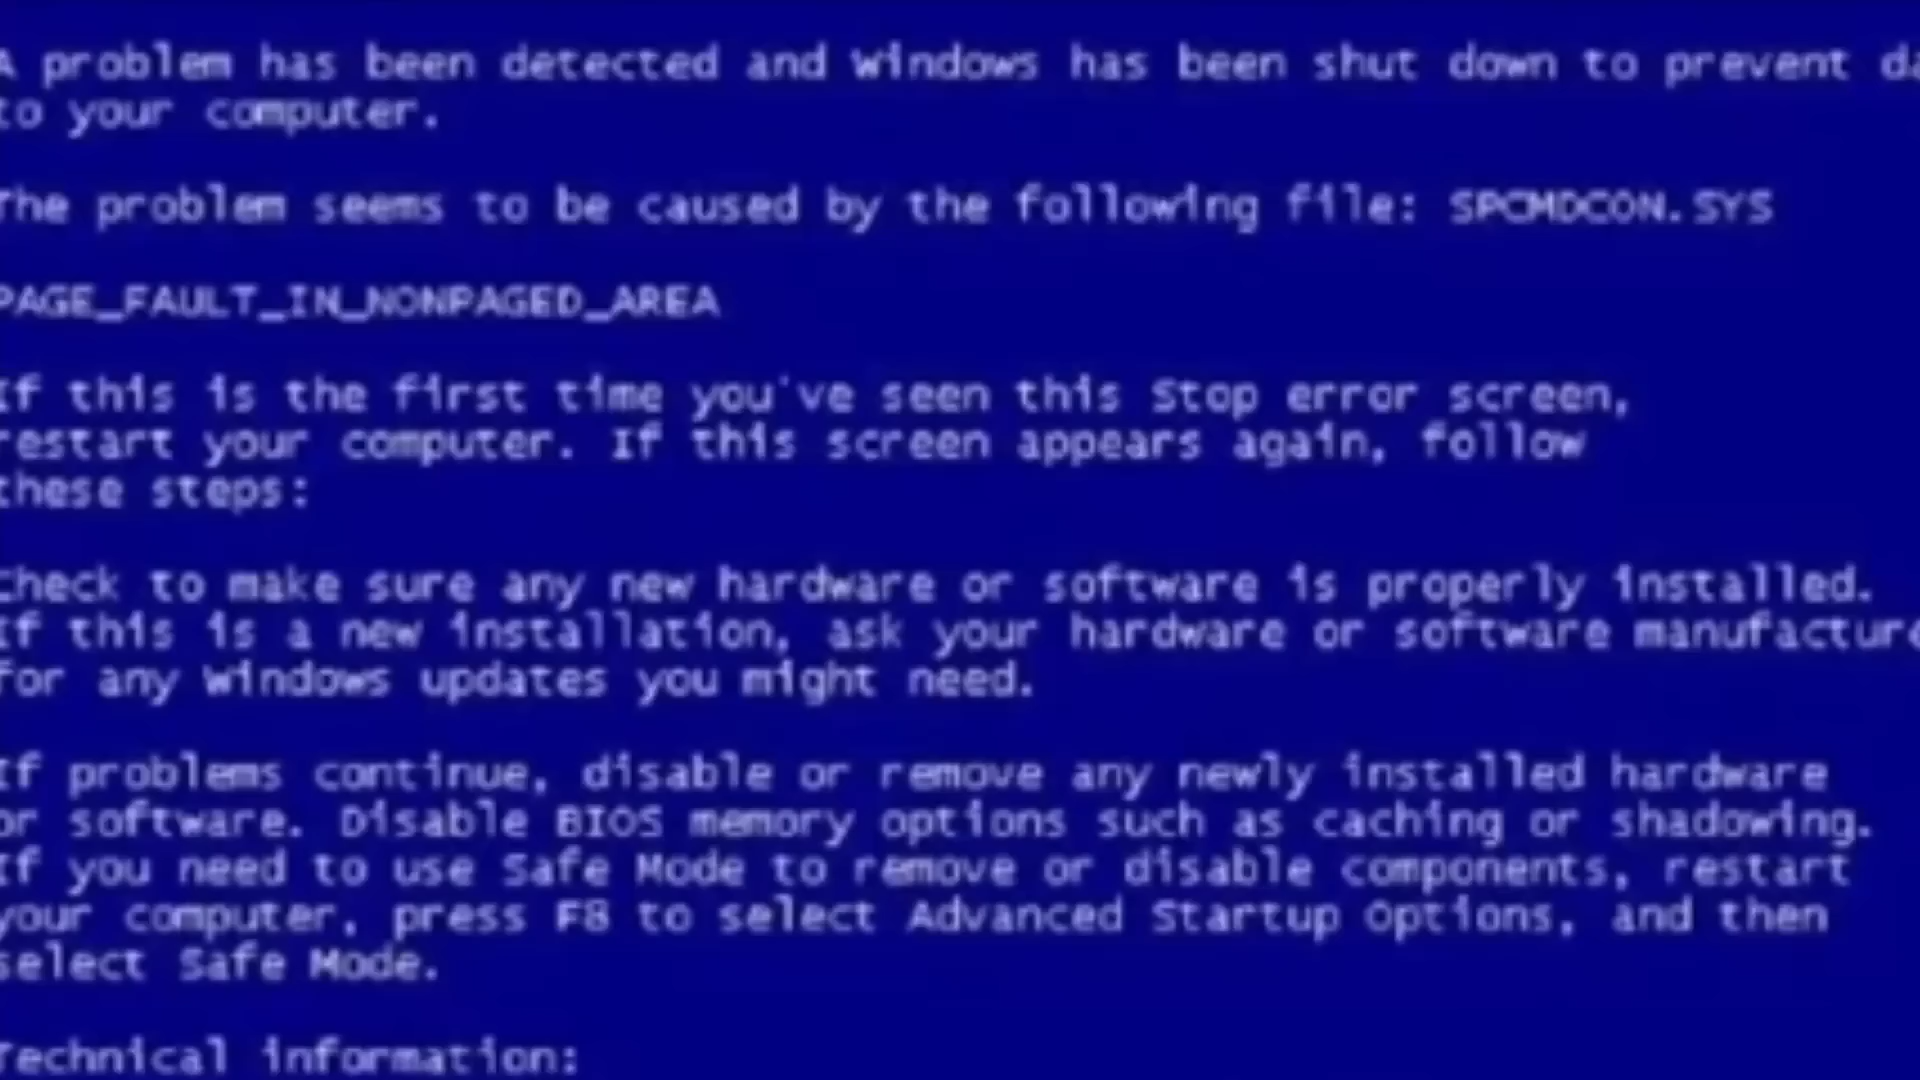 A problem has been detected and Windows has been shut down to prevent da
to your computer.
The problem seems to be caused by the following file: SPCMDCON.SYS
PAGE_FAULT_IN_NONPAGED_AREA
If this is the first time you've seen this Stop error screen,
restart your computer. If this screen appears again, follow
these steps:
Check to make sure any new hardware or software is properly installed.
If this is a new installation, ask your hardware or software manufacture
for any Windows updates you might need.
If problems continue, disable or remove any newly installed hardware
or software. Disable BIOS memory options such as caching or shadowing.
If you need to use Safe Mode to remove or disable components, restart
your computer, press F8 to select Advanced Startup Options, and then
select Safe Mode.
Technical information: